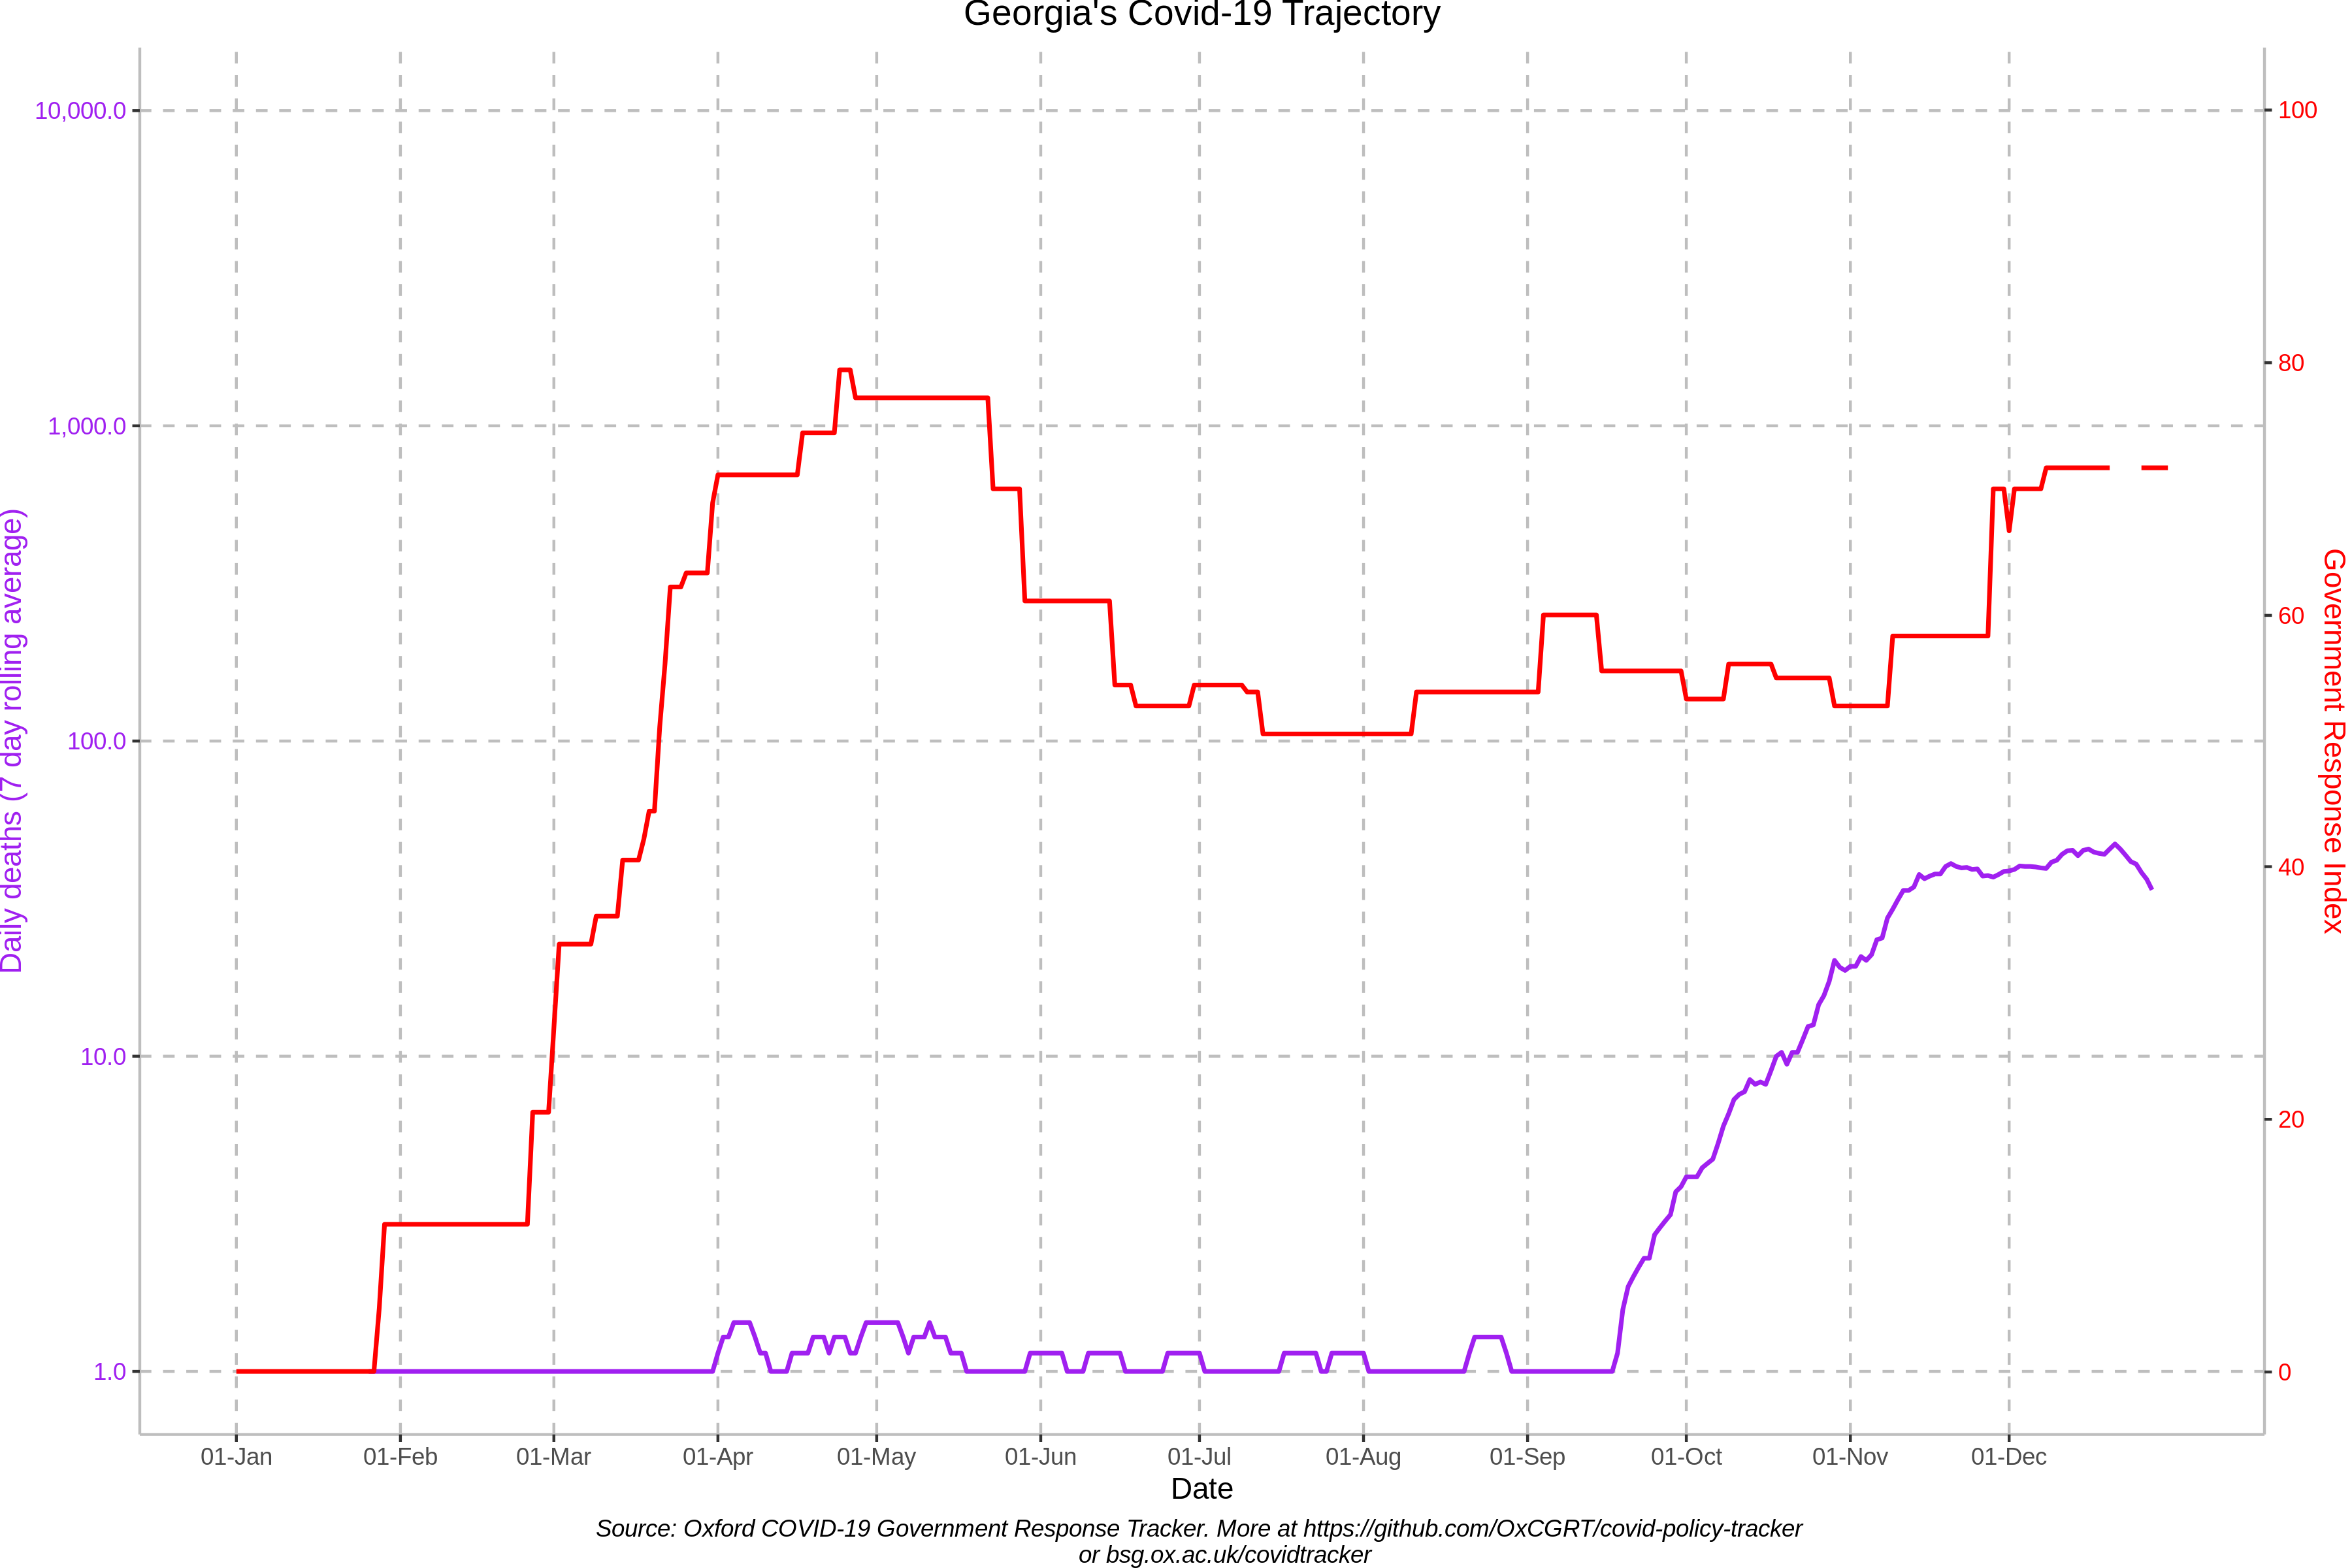 Georgia's Covid-19 Trajectory
10,000.0
1,000.0
100.0
10.0
1.0
Daily deaths (7 day rolling average)
100
80
60
40
20
0
Government Response Index
01-Jan 01-Feb 01-Mar 01-Apr 01-May 01-Jun 01-Jul 01-Aug 01-Sep 01-Oct 01-Nov 01-Dec
Date
Source: Oxford COVID-19 Government Response Tracker. More at https://github.com/OxCGRT/covid-policy-tracker
or bsg.ox.ac.uk/covidtracker